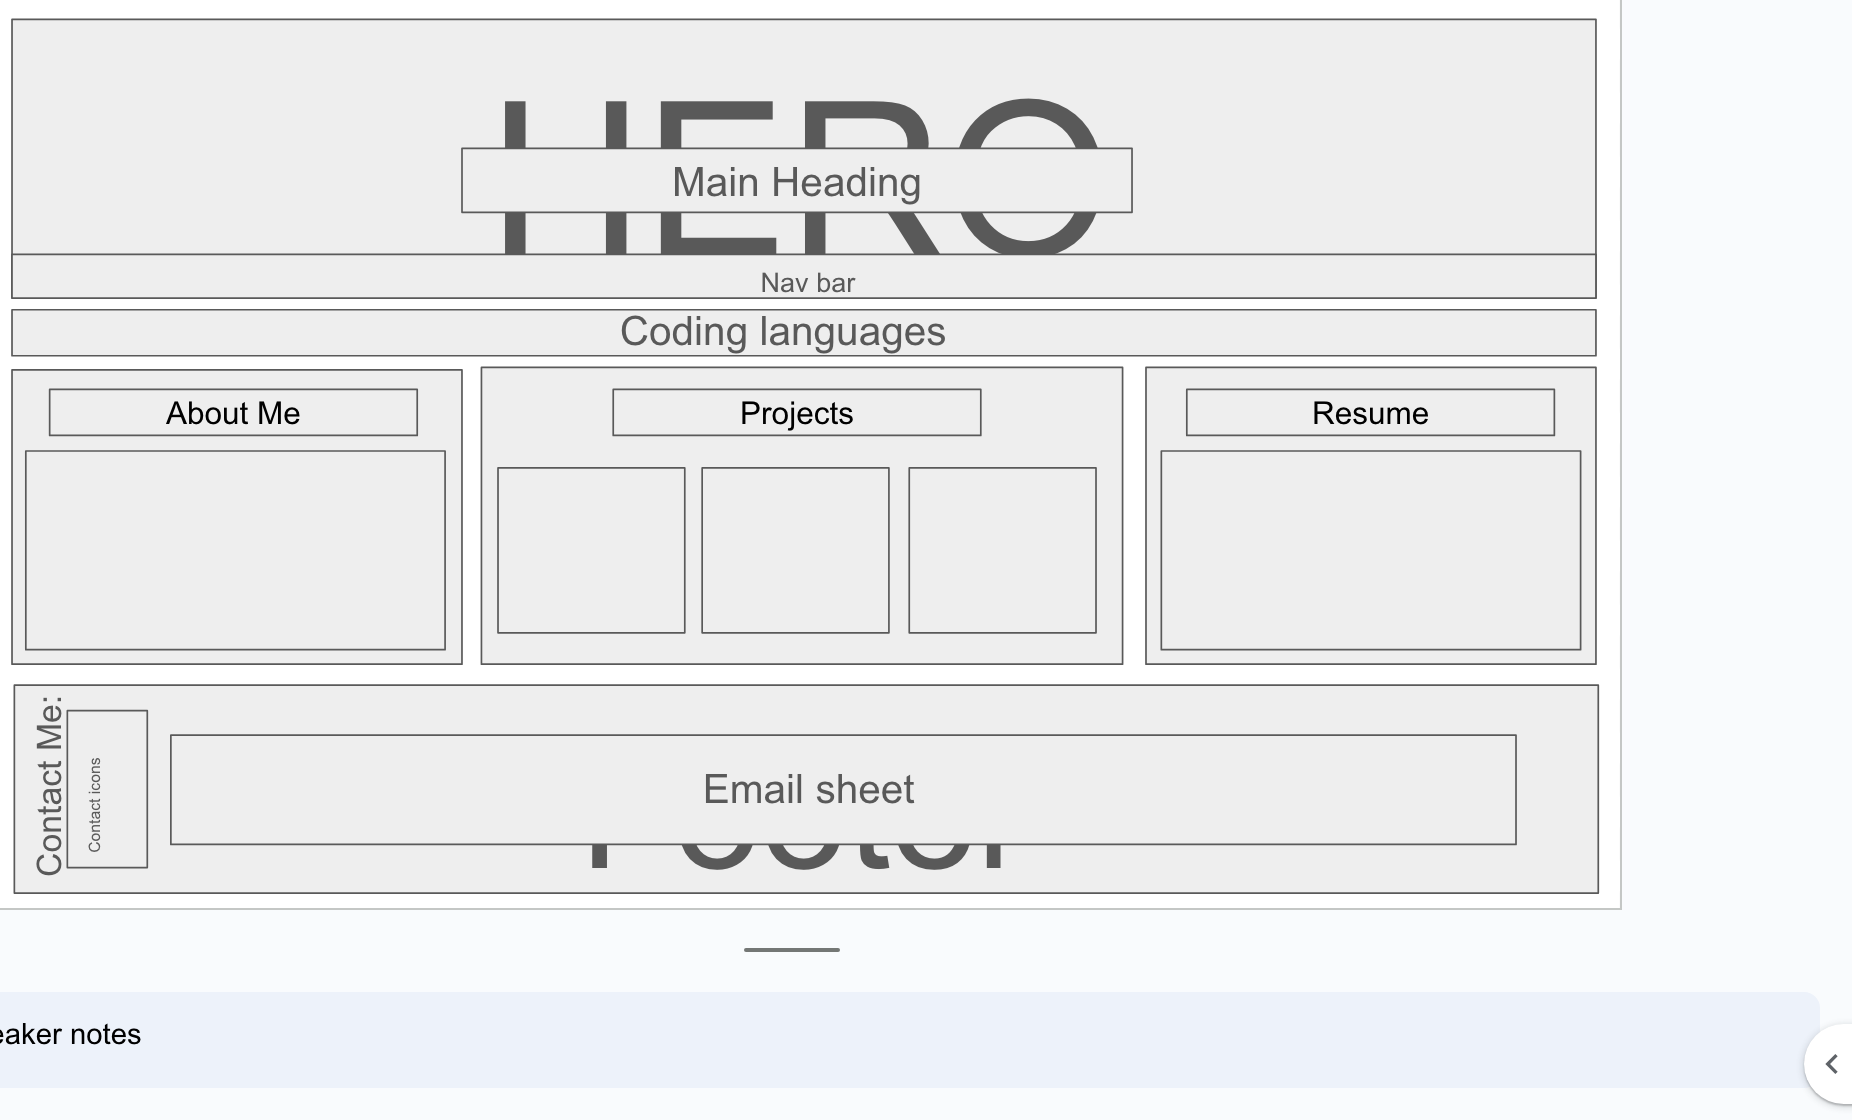 HERO
Main Heading
Nav bar
Coding languages
About Me
Projects
Resume
Contact Me:
Contact icons
Email sheet
Footer
eaker notes